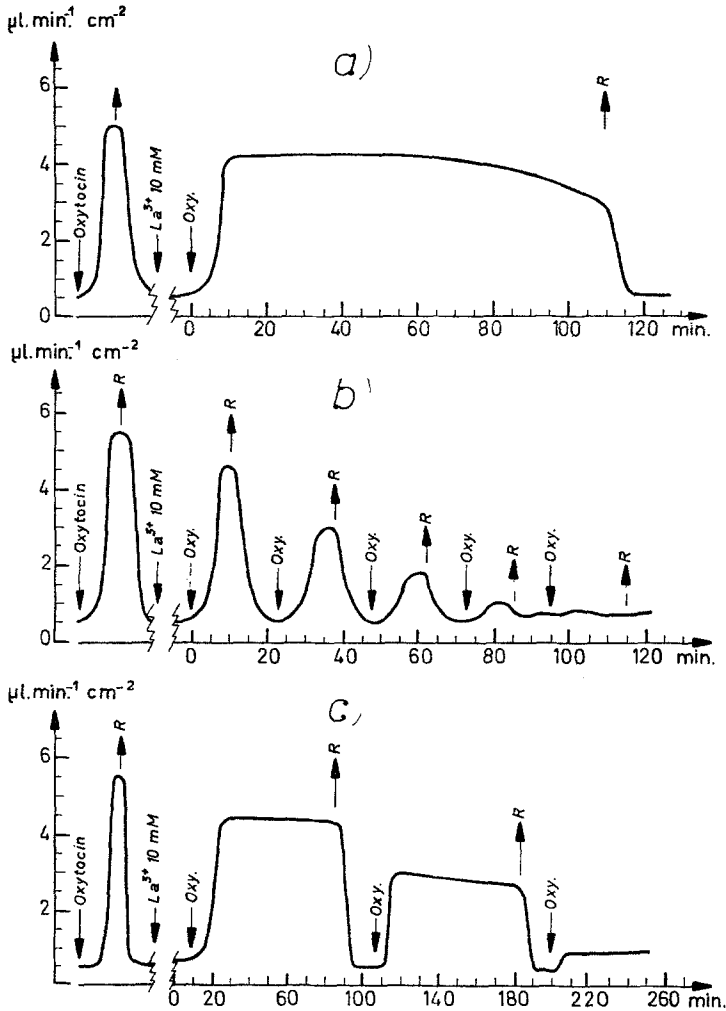 µl.min⁻¹ cm⁻²
a)
6
4
2
0
Oxytocin
La³⁺ 10 mM
Oxy.
R
0 20 40 60 80 100 120 min.
µl.min⁻¹ cm⁻²
b)
6
4
2
0
Oxytocin
R
La³⁺ 10 mM
Oxy.
R
Oxy.
R
Oxy.
R
Oxy.
R
Oxy.
R
0 20 40 60 80 100 120 min.
µl.min⁻¹ cm⁻²
c)
6
4
2
Oxytocin
R
La³⁺ 10 mM
Oxy.
R
Oxy.
R
Oxy.
0 20 60 100 140 180 220 260 min.